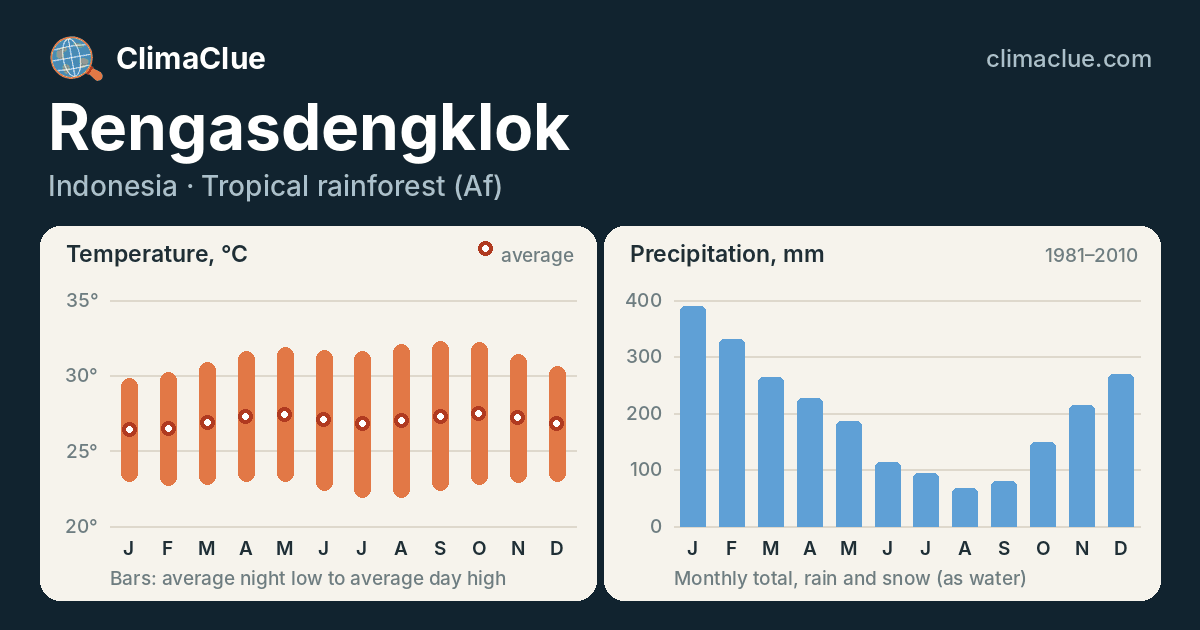 ClimaClue
climaclue.com
Rengasdengklok
Indonesia · Tropical rainforest (Af)
Temperature, °C
average
35°
30°
25°
20°
J F M A M J J A S O N D
Bars: average night low to average day high
Precipitation, mm
1981–2010
400
300
200
100
0
J F M A M J J A S O N D
Monthly total, rain and snow (as water)